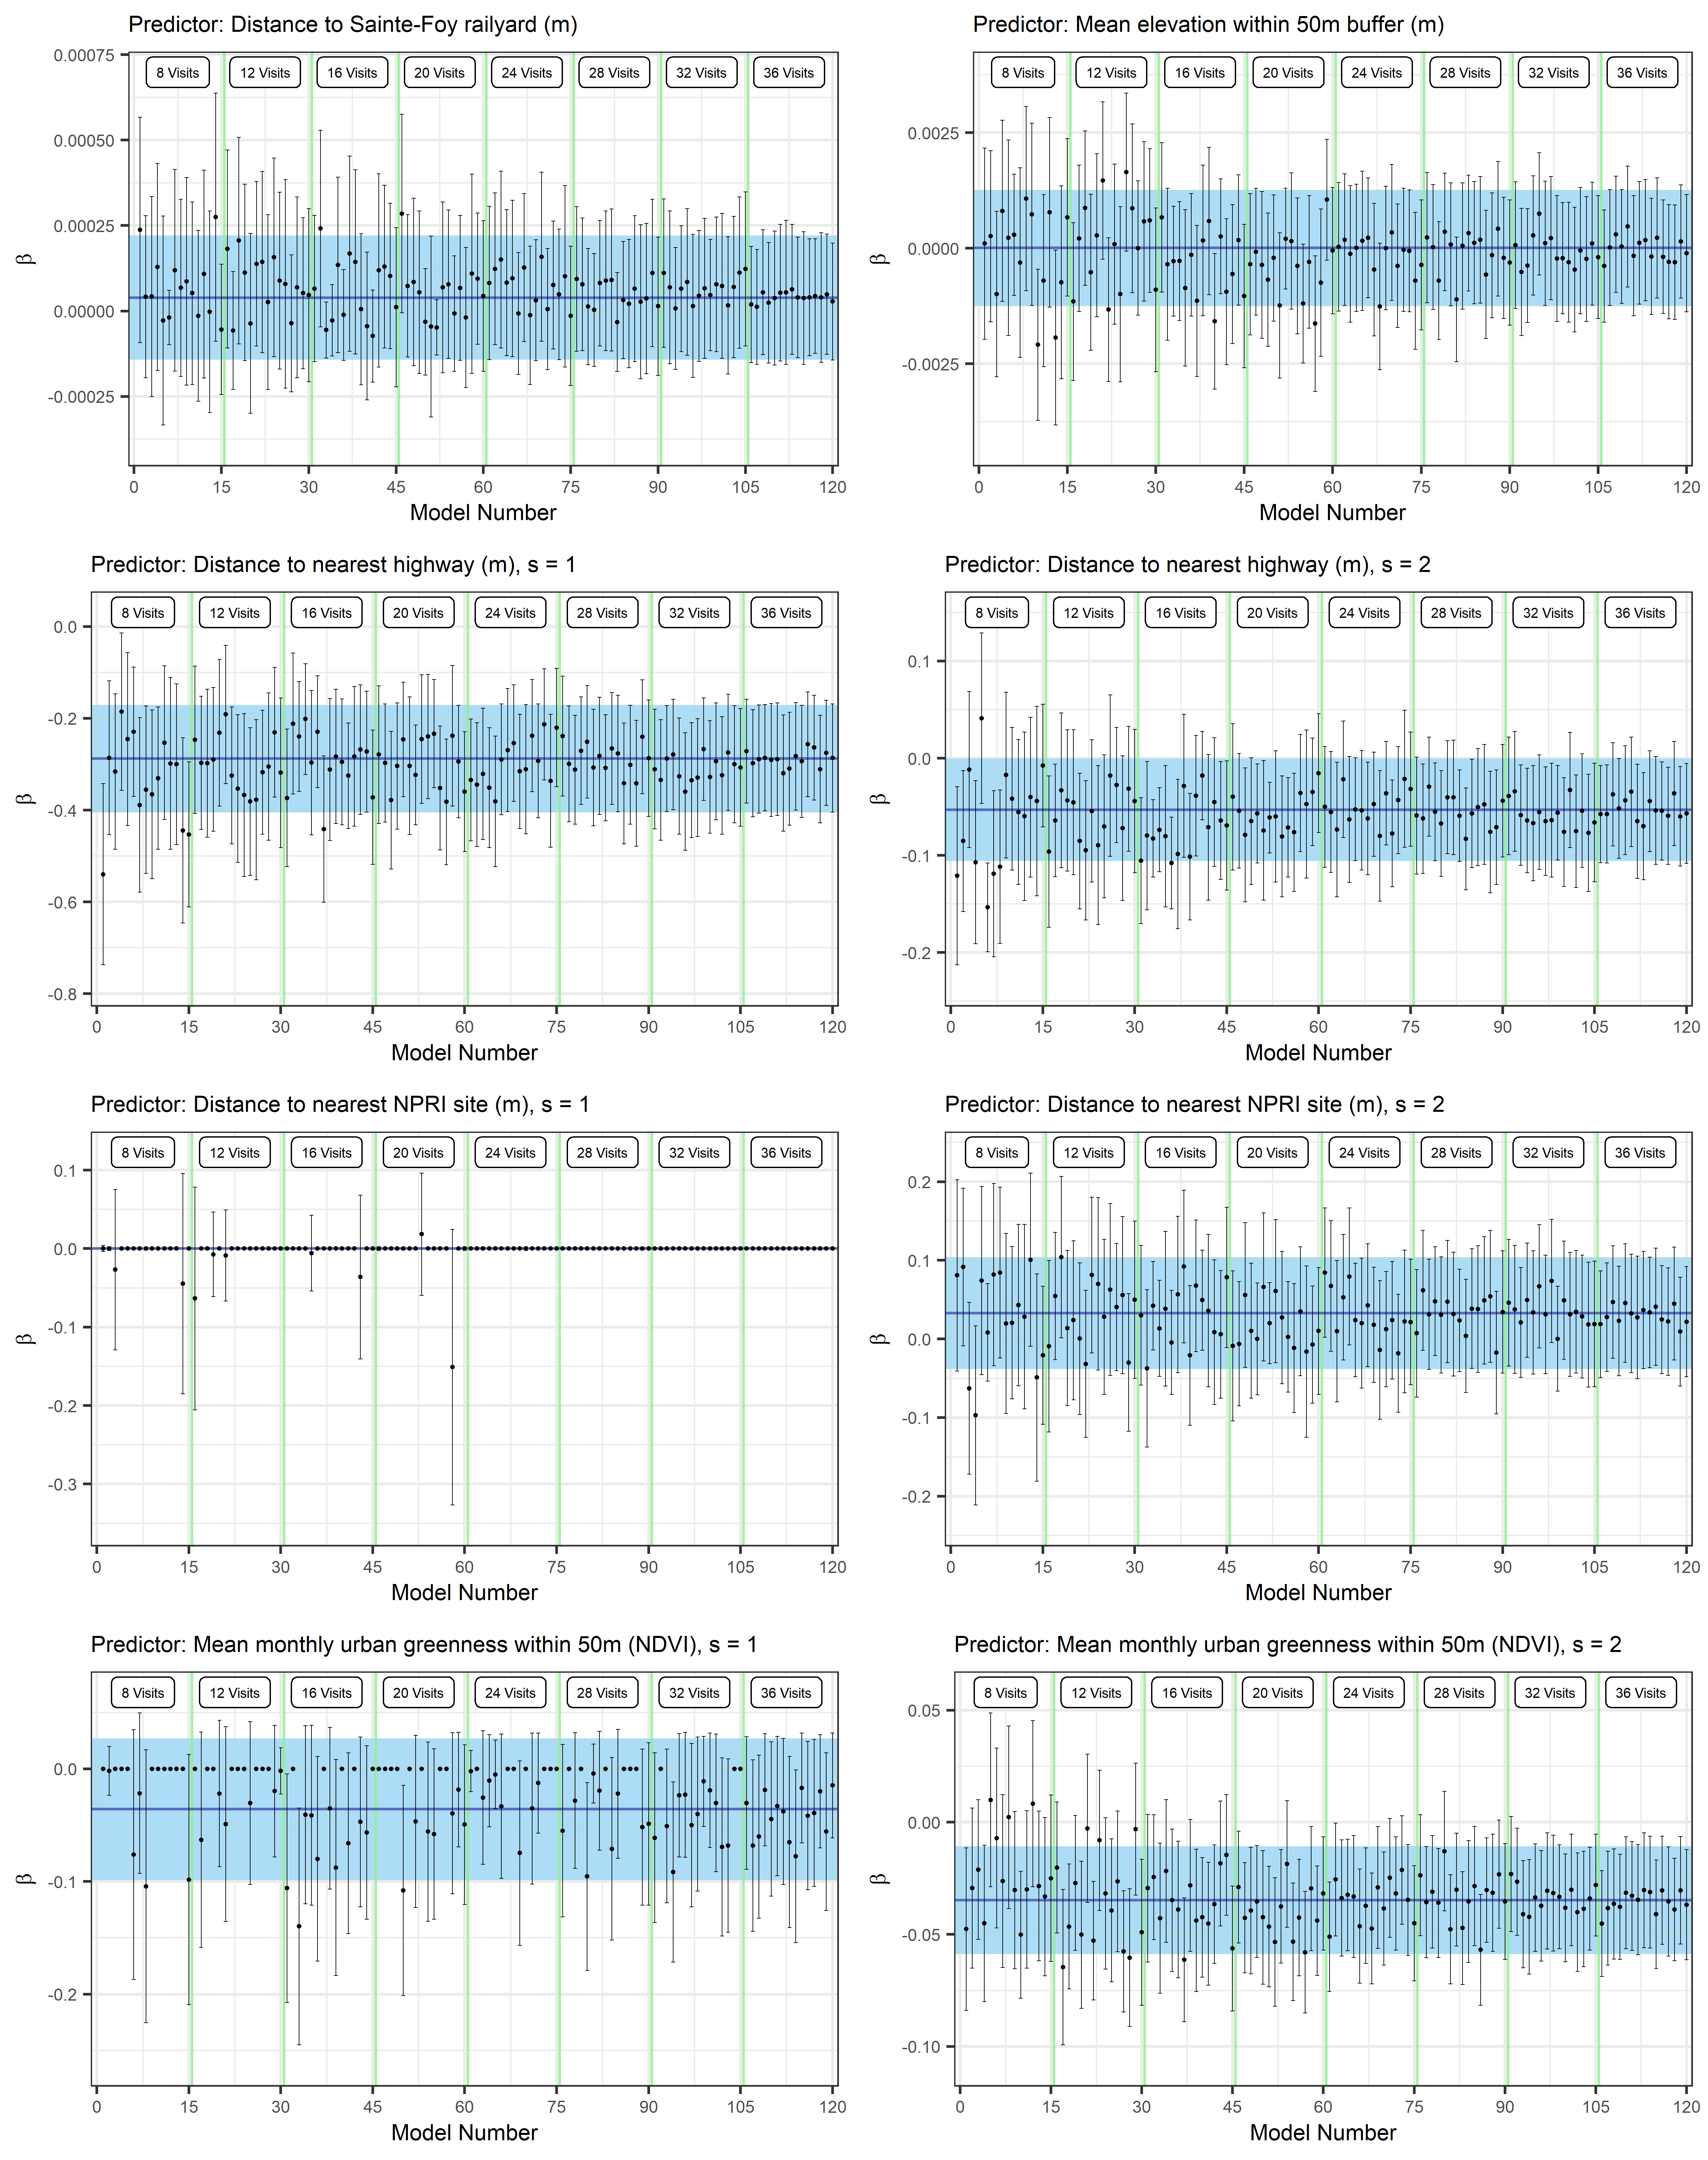 Predictor: Distance to Sainte-Foy railyard (m)
8 Visits 12 Visits 16 Visits 20 Visits 24 Visits 28 Visits 32 Visits 36 Visits
0.00075
0.00050
0.00025
0.00000
-0.00025
β
0 15 30 45 60 75 90 105 120
Model Number
Predictor: Mean elevation within 50m buffer (m)
8 Visits 12 Visits 16 Visits 20 Visits 24 Visits 28 Visits 32 Visits 36 Visits
0.0025
0.0000
-0.0025
β
0 15 30 45 60 75 90 105 120
Model Number
Predictor: Distance to nearest highway (m), s = 1
8 Visits 12 Visits 16 Visits 20 Visits 24 Visits 28 Visits 32 Visits 36 Visits
0.0
-0.2
-0.4
-0.6
-0.8
β
0 15 30 45 60 75 90 105 120
Model Number
Predictor: Distance to nearest highway (m), s = 2
8 Visits 12 Visits 16 Visits 20 Visits 24 Visits 28 Visits 32 Visits 36 Visits
0.1
0.0
-0.1
-0.2
β
0 15 30 45 60 75 90 105 120
Model Number
Predictor: Distance to nearest NPRI site (m), s = 1
8 Visits 12 Visits 16 Visits 20 Visits 24 Visits 28 Visits 32 Visits 36 Visits
0.1
0.0
-0.1
-0.2
-0.3
β
0 15 30 45 60 75 90 105 120
Model Number
Predictor: Distance to nearest NPRI site (m), s = 2
8 Visits 12 Visits 16 Visits 20 Visits 24 Visits 28 Visits 32 Visits 36 Visits
0.2
0.1
0.0
-0.1
-0.2
β
0 15 30 45 60 75 90 105 120
Model Number
Predictor: Mean monthly urban greenness within 50m (NDVI), s = 1
8 Visits 12 Visits 16 Visits 20 Visits 24 Visits 28 Visits 32 Visits 36 Visits
0.0
-0.1
-0.2
β
0 15 30 45 60 75 90 105 120
Model Number
Predictor: Mean monthly urban greenness within 50m (NDVI), s = 2
8 Visits 12 Visits 16 Visits 20 Visits 24 Visits 28 Visits 32 Visits 36 Visits
0.05
0.00
-0.05
-0.10
β
0 15 30 45 60 75 90 105 120
Model Number